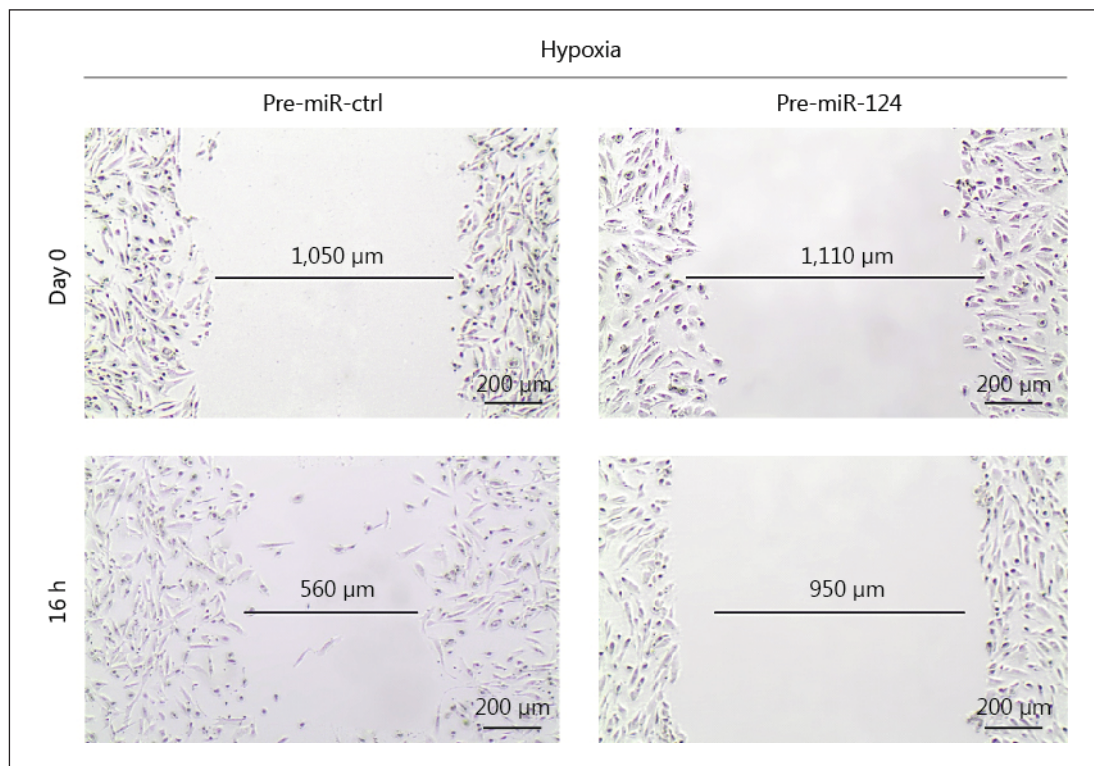 Hypoxia
Pre-miR-ctrl
Pre-miR-124
Day 0
1,050 μm
200 μm
1,110 μm
200 μm
16 h
560 μm
200 μm
950 μm
200 μm